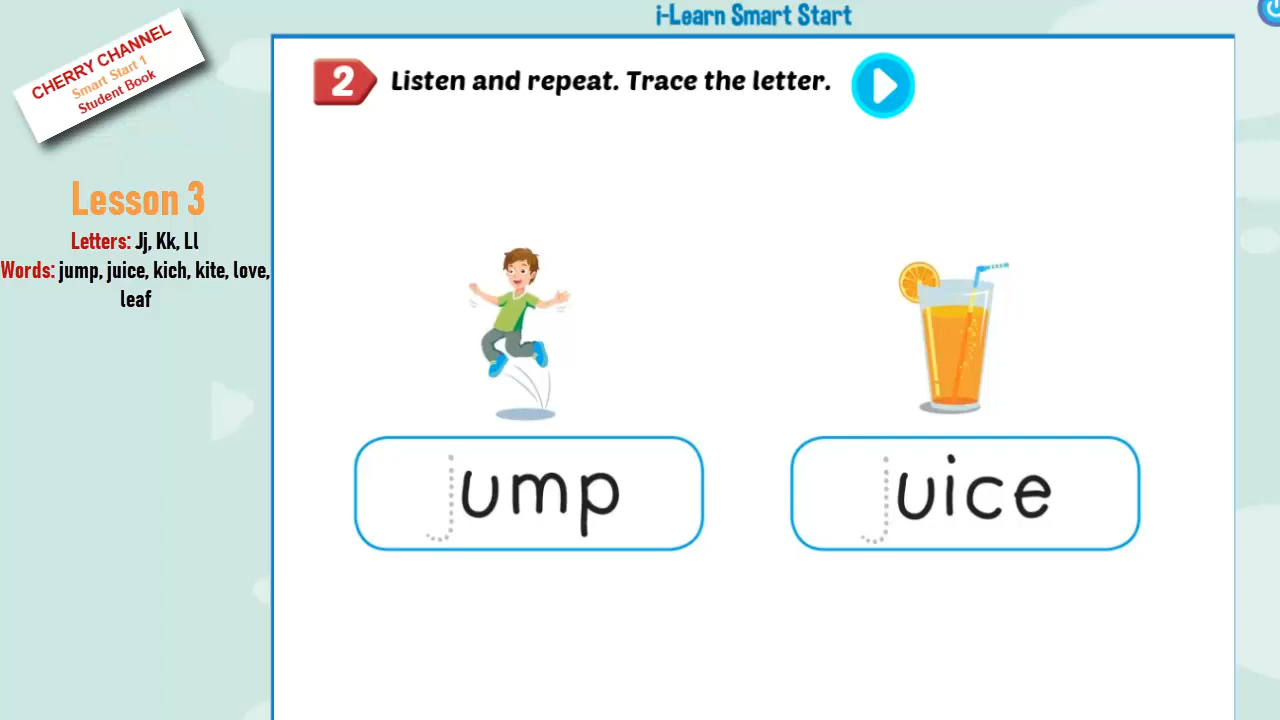 i-Learn Smart Start
CHERRY CHANNEL
Smart Start 1
Student Book
2 Listen and repeat. Trace the letter.
Lesson 3
Letters: Jj, Kk, Ll
Words: jump, juice, kich, kite, love,
leaf
jump
juice